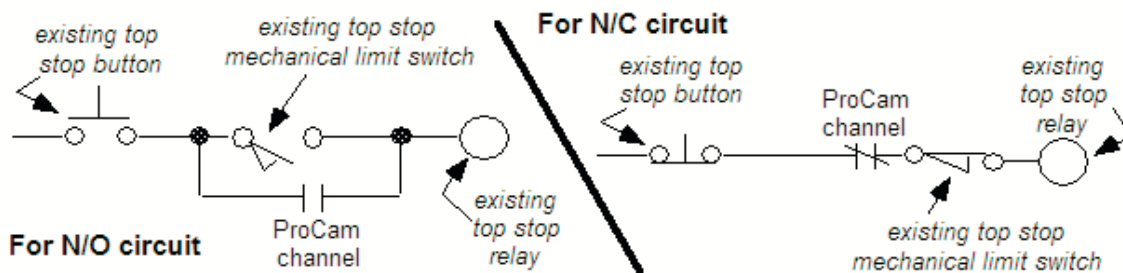 existing top
stop button
existing top stop
mechanical limit switch
ProCam
channel
existing
top stop
relay
For N/O circuit
For N/C circuit
existing top
stop button
ProCam
channel
existing
top stop
relay
existing top stop
mechanical limit switch